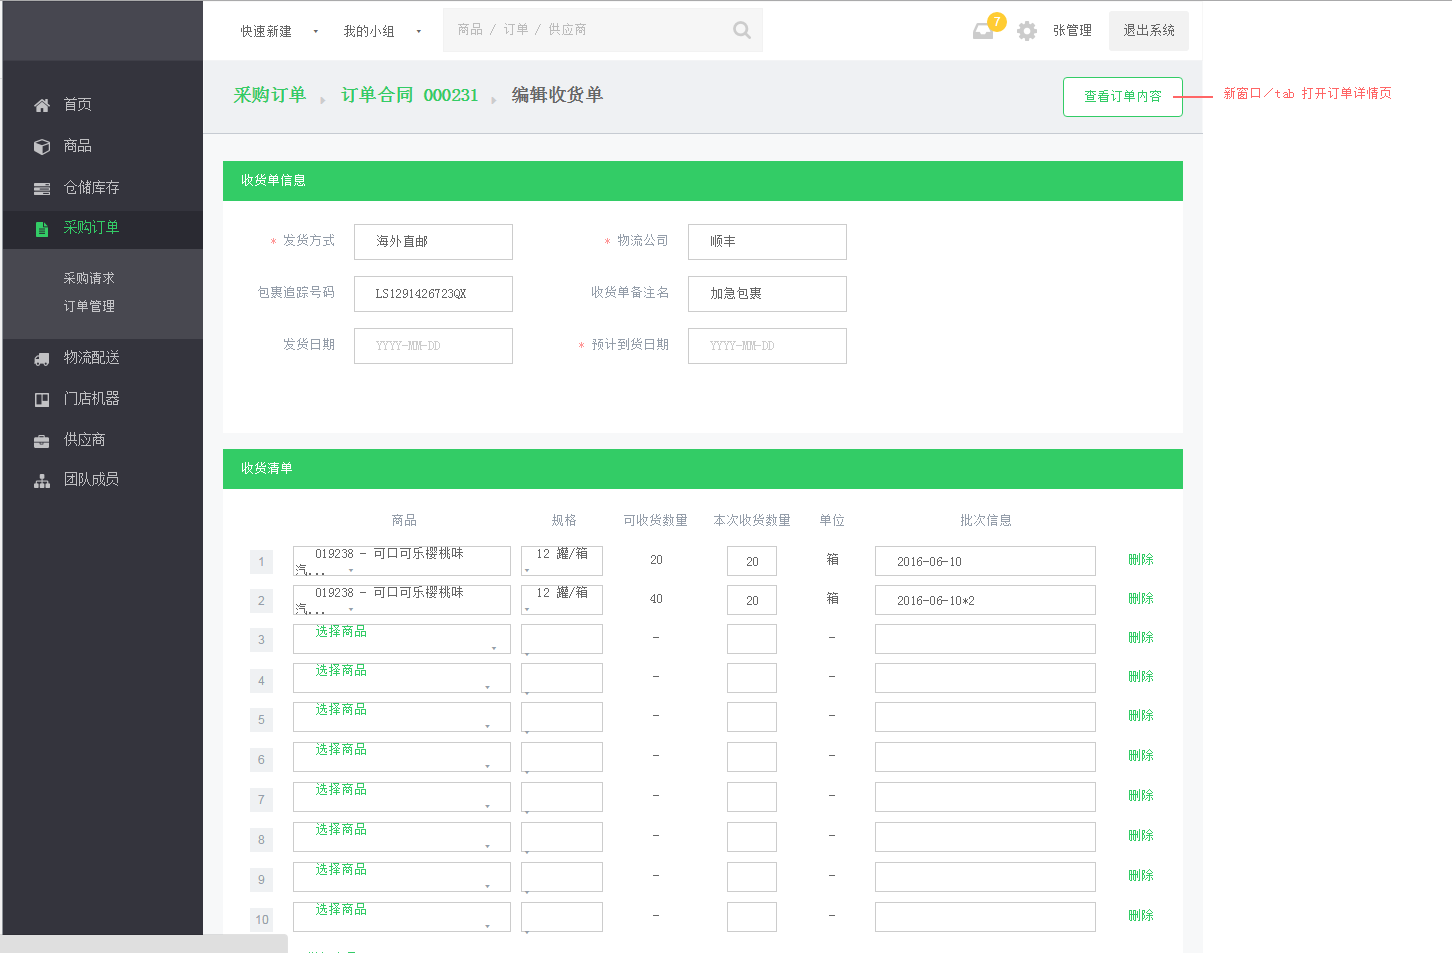 快速新建
我的小组
商品 / 订单 / 供应商
7
张管理
退出系统
采购订单
订单合同 000231
编辑收货单
查看订单内容
新窗口/tab 打开订单详情页
首页
商品
仓储库存
采购订单
采购请求
订单管理
物流配送
门店机器
供应商
团队成员
收货单信息
* 发货方式 海外直邮 * 物流公司 顺丰
包裹追踪号码 LS1291426723QX 收货单备注名 加急包裹
发货日期 YYYY-MM-DD * 预计到货日期 YYYY-MM-DD
收货清单
商品 规格 可收货数量 本次收货数量 单位 批次信息
1 019238 - 可口可乐樱桃味汽... 12 罐/箱 20 20 箱 2016-06-10 删除
2 019238 - 可口可乐樱桃味汽... 12 罐/箱 40 20 箱 2016-06-10*2 删除
3 选择商品 - - 删除
4 选择商品 - - 删除
5 选择商品 - - 删除
6 选择商品 - - 删除
7 选择商品 - - 删除
8 选择商品 - - 删除
9 选择商品 - - 删除
10 选择商品 - - 删除